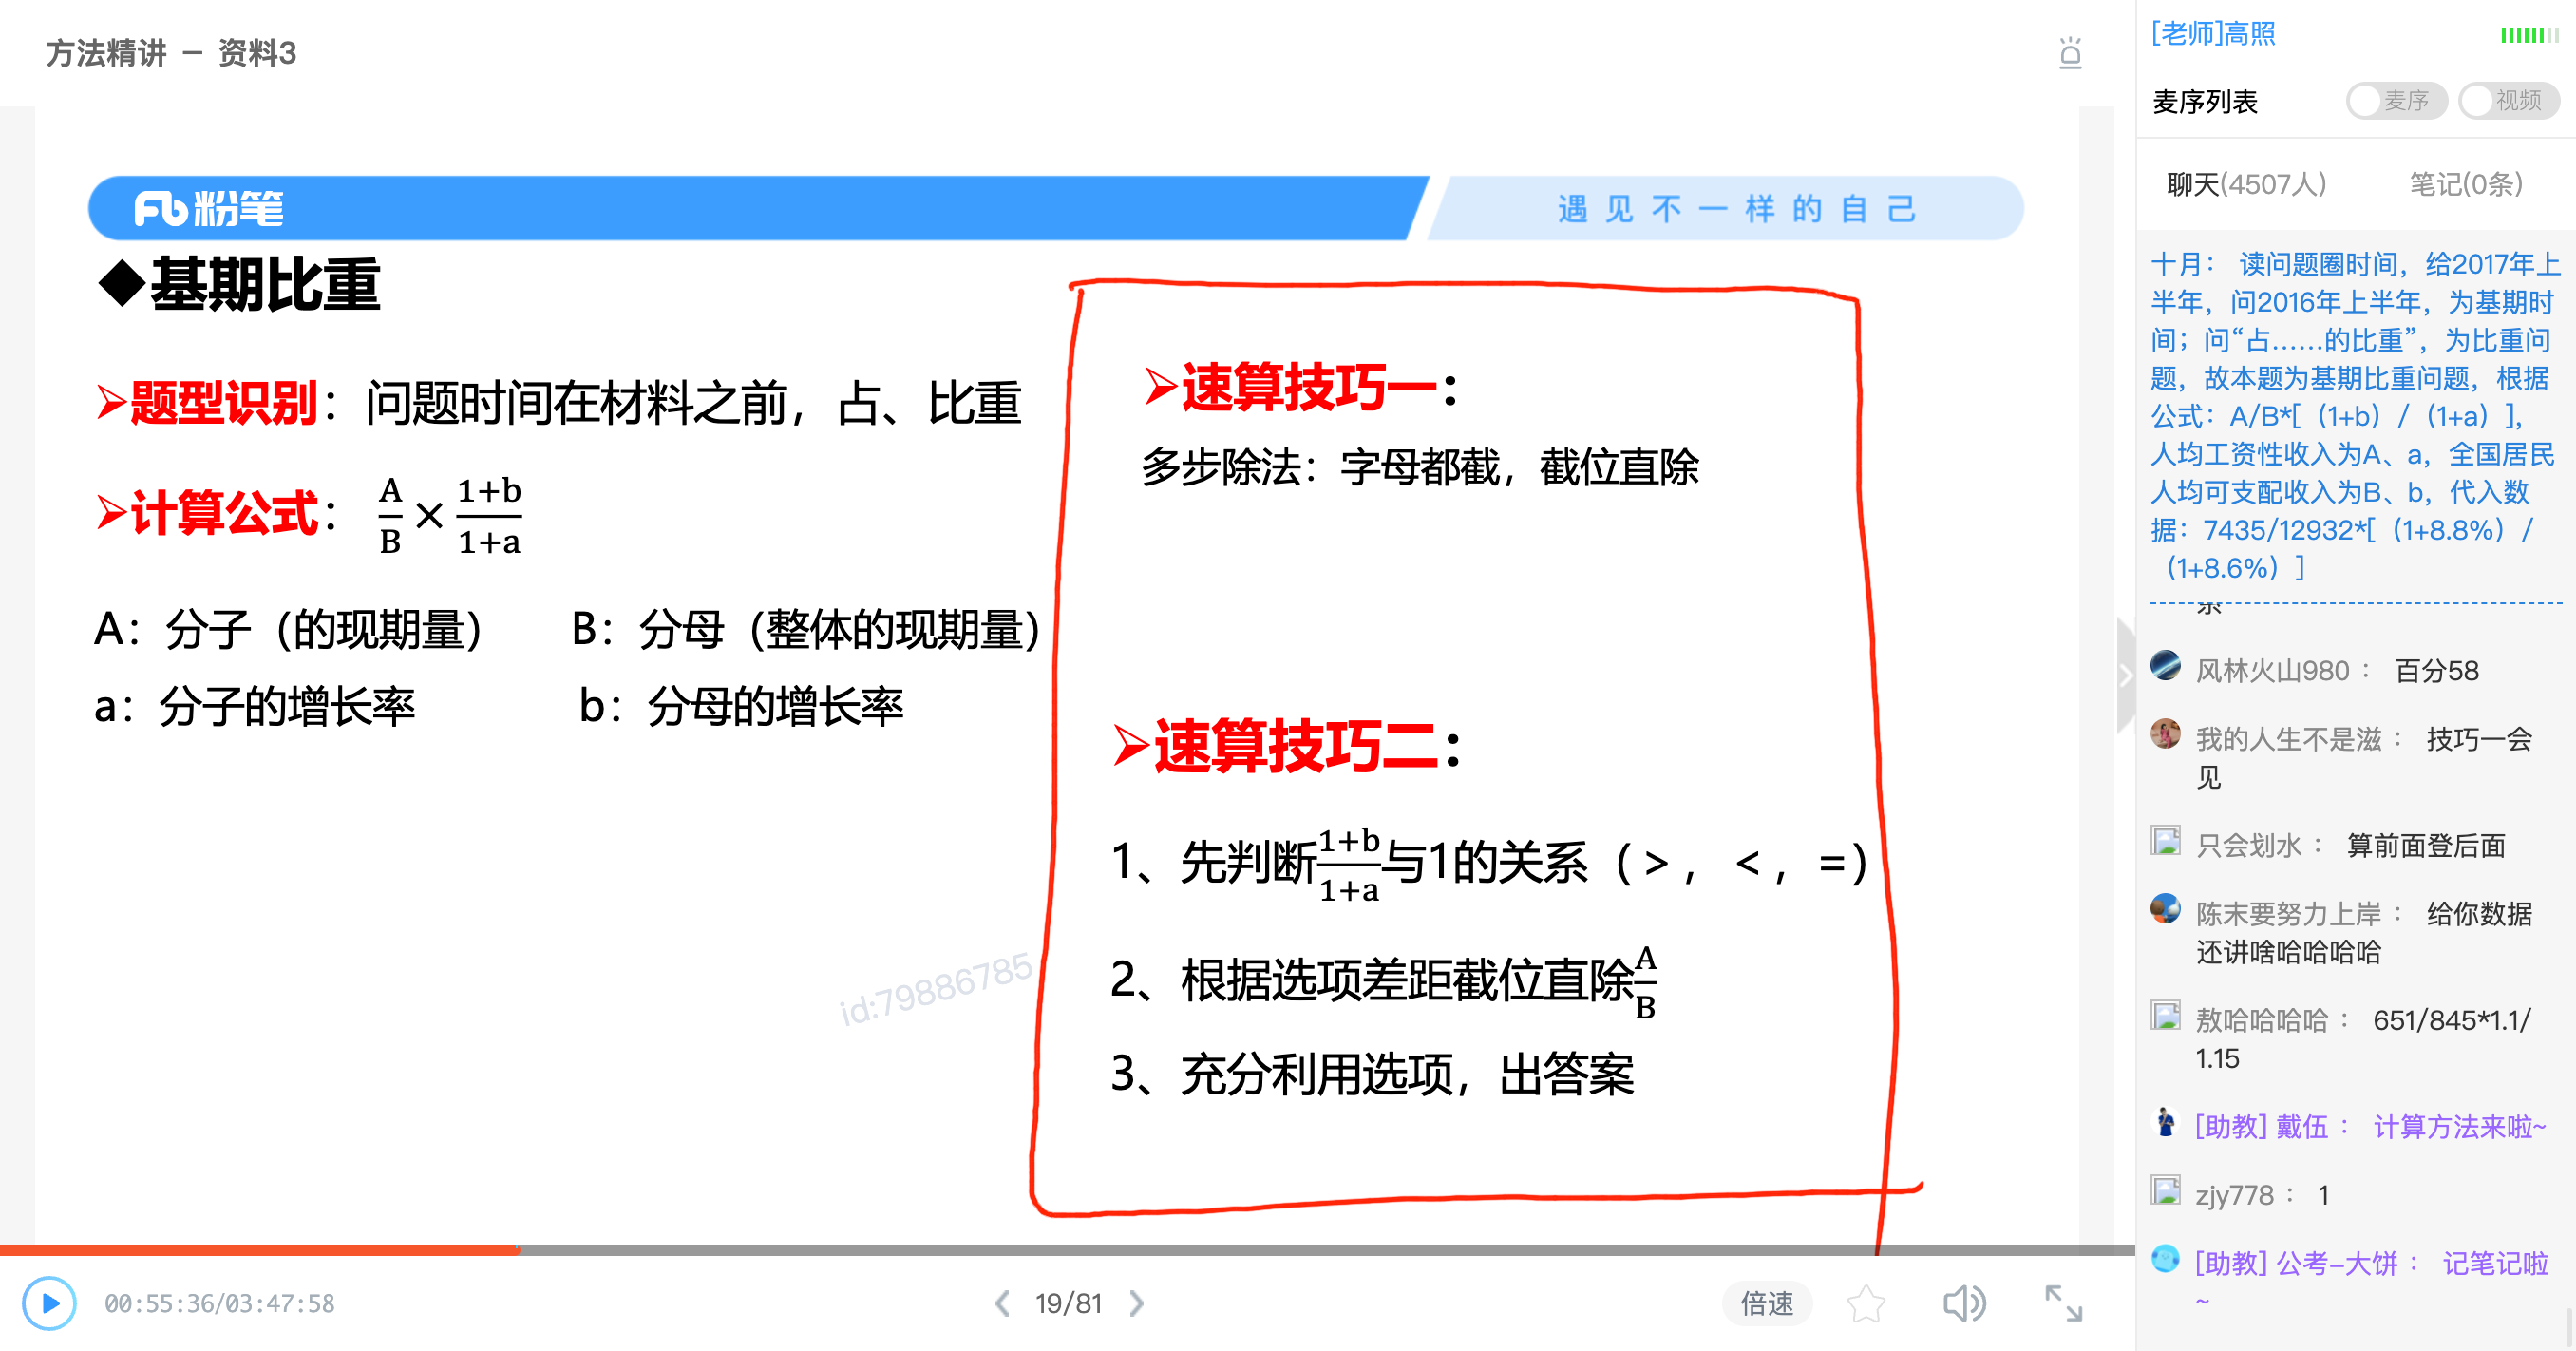 方法精讲 － 资料3
粉笔
遇见不一样的自己
◆基期比重
➢题型识别：问题时间在材料之前，占、比重
➢计算公式： A/B × (1+b)/(1+a)
A：分子（的现期量） B：分母（整体的现期量）
a：分子的增长率 b：分母的增长率
➢速算技巧一：
多步除法：字母都截，截位直除
➢速算技巧二：
1、先判断(1+b)/(1+a)与1的关系（>，<，=）
2、根据选项差距截位直除A/B
3、充分利用选项，出答案
id:79886785
00:55:36/03:47:58
19/81
倍速
[老师]高照
麦序列表
麦序
视频
聊天(4507人)
笔记(0条)
十月： 读问题圈时间，给2017年上
半年，问2016年上半年，为基期时
间；问“占……的比重”，为比重问
题，故本题为基期比重问题，根据
公式：A/B*[（1+b）/（1+a）]，
人均工资性收入为A、a，全国居民
人均可支配收入为B、b，代入数
据：7435/12932*[（1+8.8%）/
（1+8.6%）]
风林火山980： 百分58
我的人生不是滋： 技巧一会
见
只会划水： 算前面登后面
陈末要努力上岸： 给你数据
还讲啥哈哈哈哈
敖哈哈哈哈： 651/845*1.1/
1.15
[助教] 戴伍： 计算方法来啦~
zjy778： 1
[助教] 公考–大饼： 记笔记啦
~